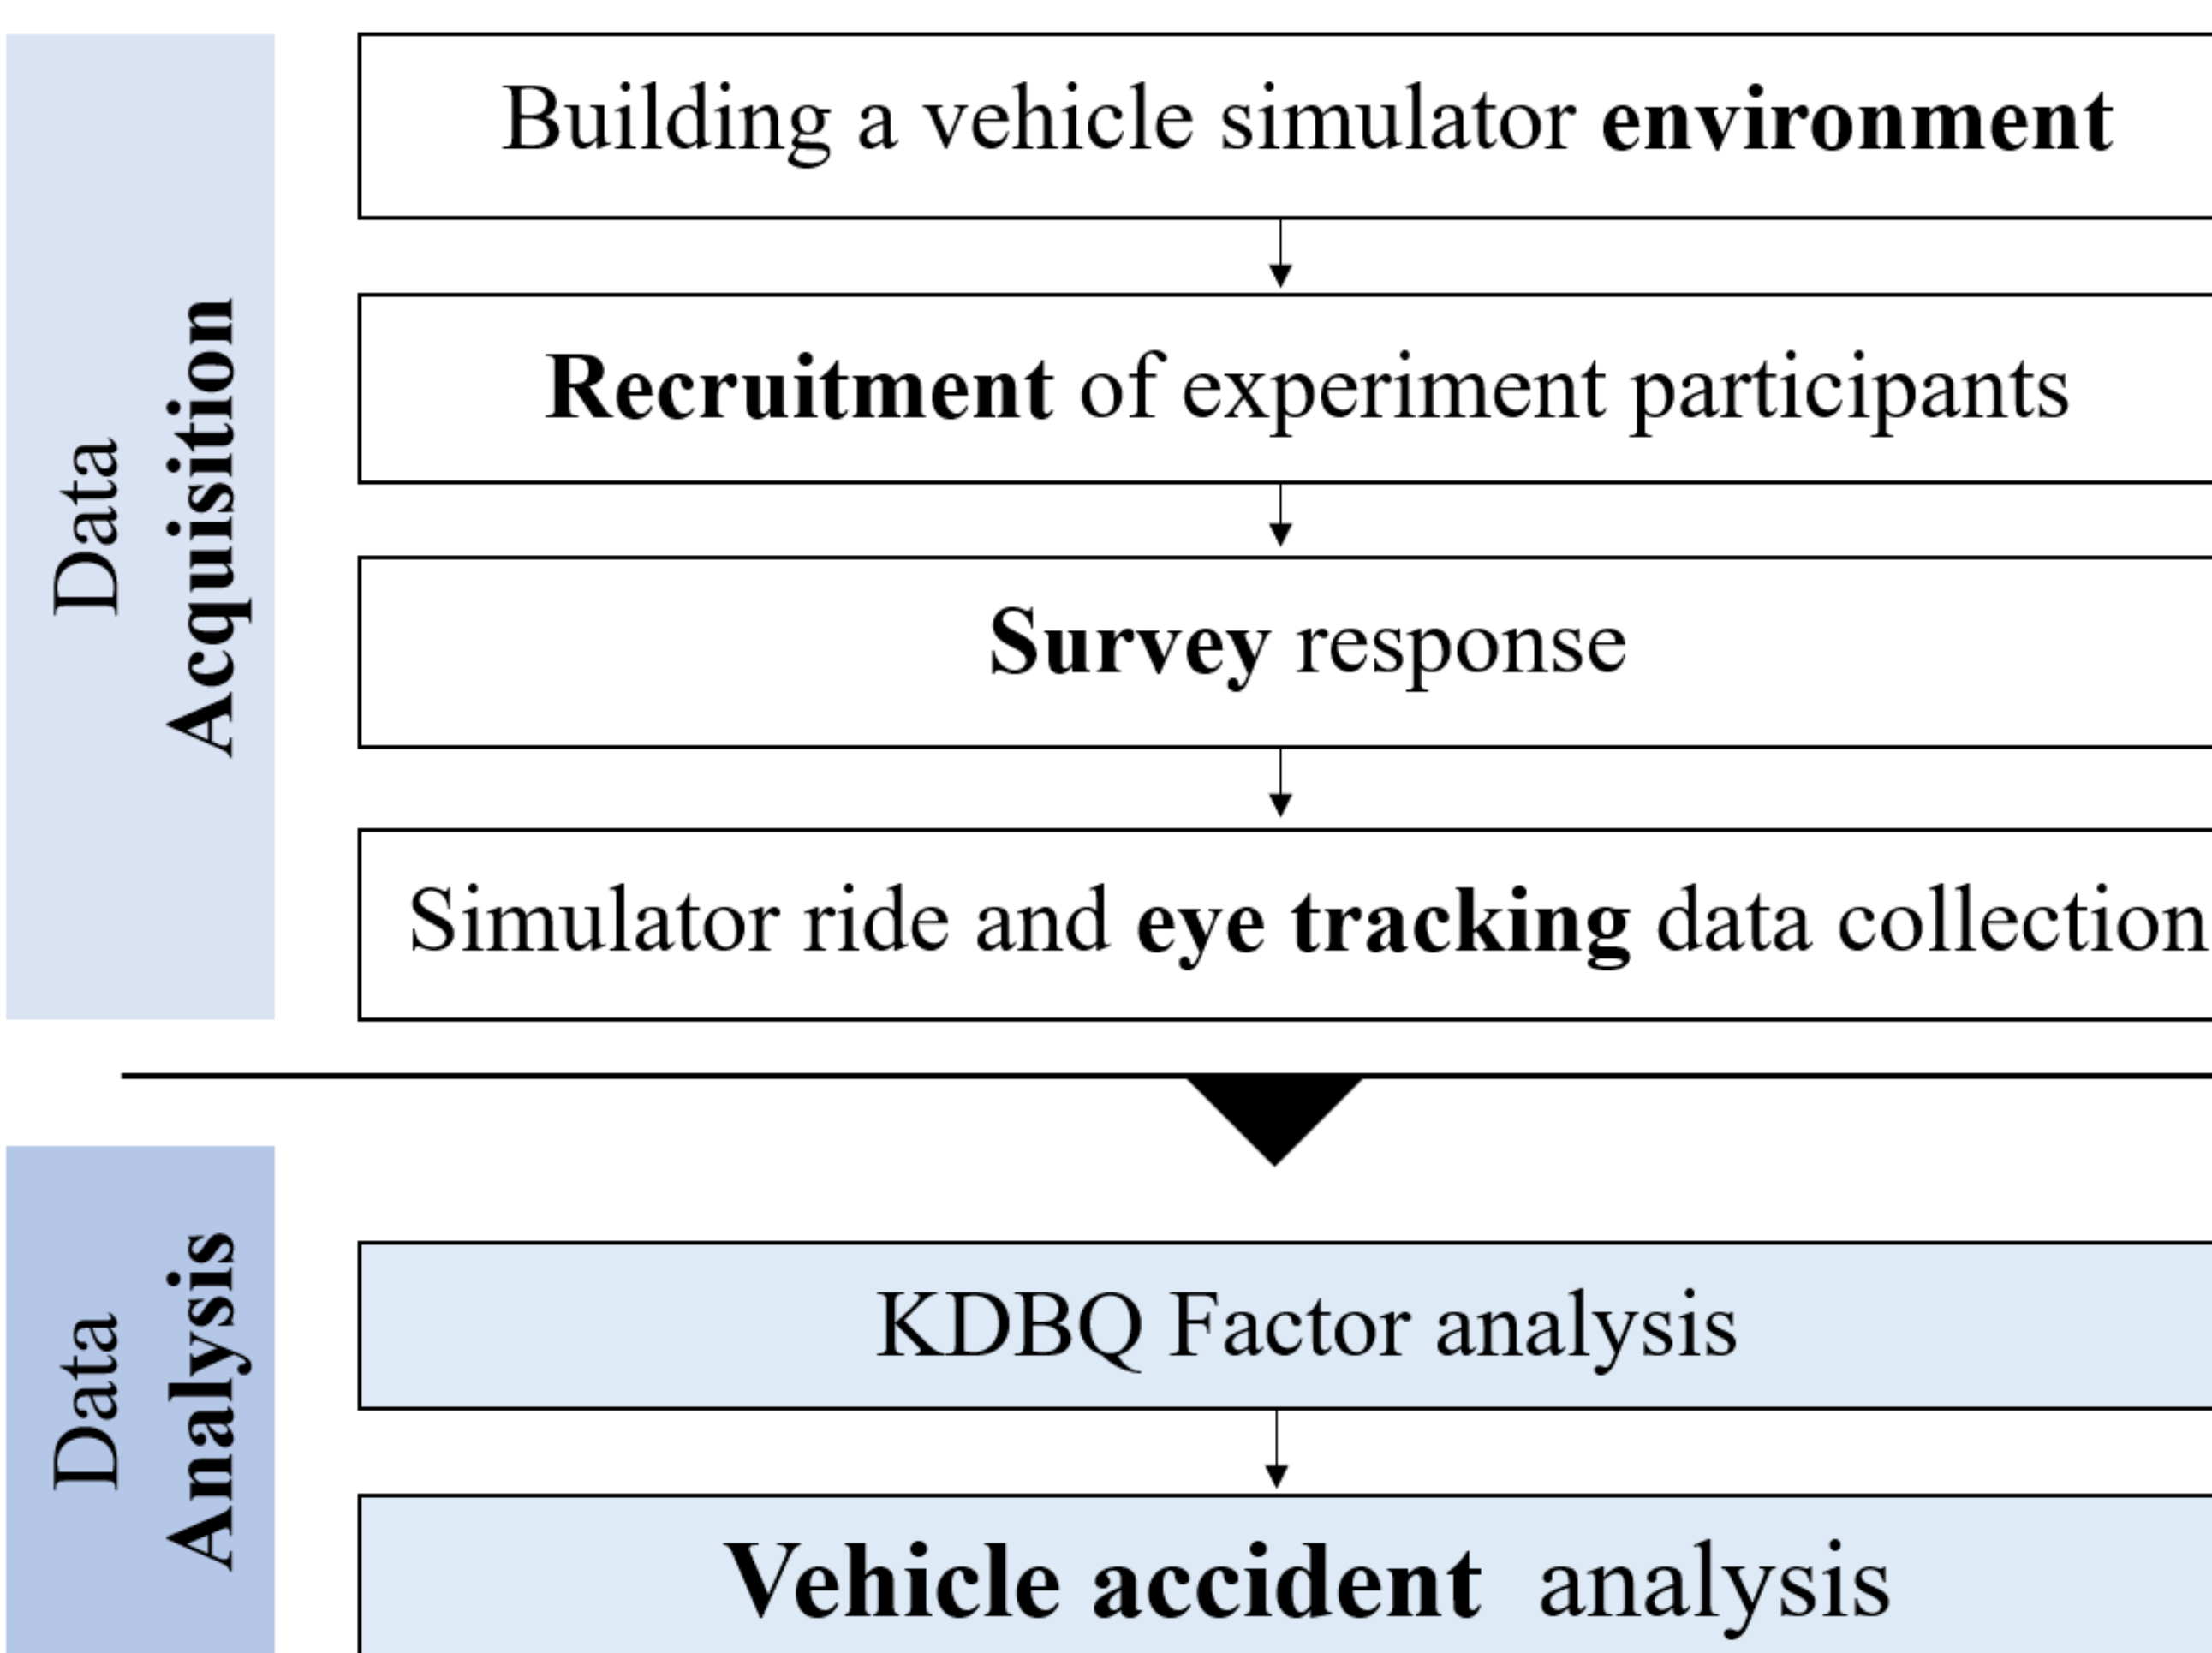 Data
Acquisition
Building a vehicle simulator environment
Recruitment of experiment participants
Survey response
Simulator ride and eye tracking data collection
Data
Analysis
KDBQ Factor analysis
Vehicle accident analysis